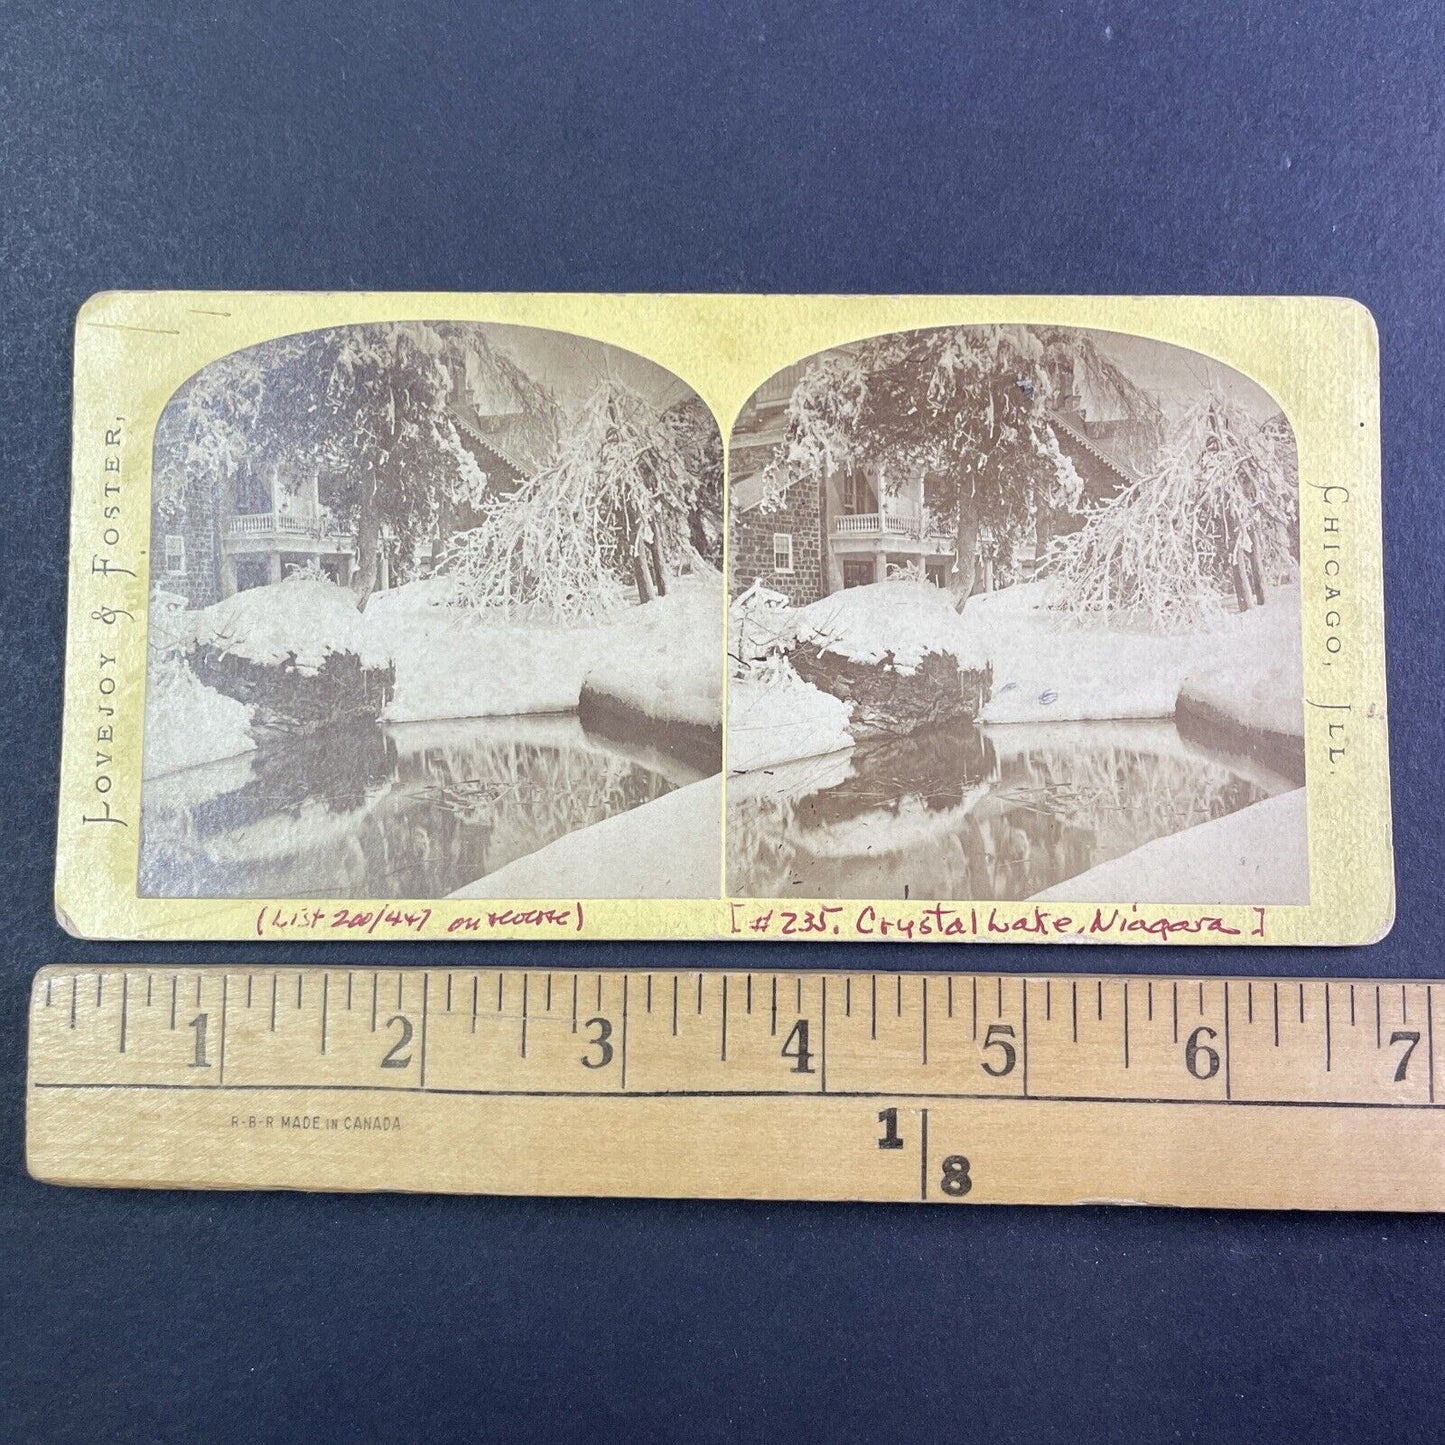 LOVEJOY & FOSTER,
CHICAGO, ILL.
(List 200/447 on reverse)
[#235. Crystal Lake, Niagara]
1 2 3 4 5 6 7
R-B-R MADE IN CANADA
1
8